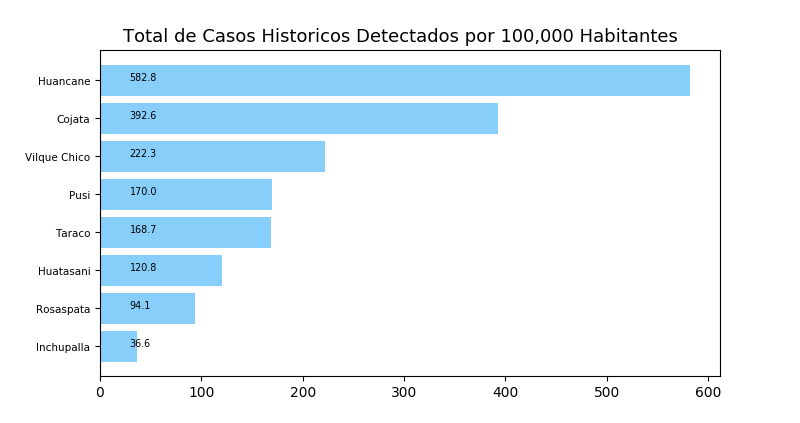 Total de Casos Historicos Detectados por 100,000 Habitantes
Huancane 582.8
Cojata 392.6
Vilque Chico 222.3
Pusi 170.0
Taraco 168.7
Huatasani 120.8
Rosaspata 94.1
Inchupalla 36.6
0 100 200 300 400 500 600